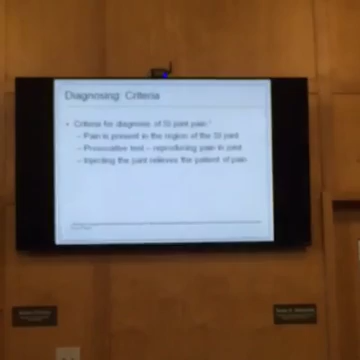 Diagnosing: Criteria
• Criteria for diagnosis of SI joint pain:
– Pain is present in the region of the SI joint
– Provocative test – reproducing pain in joint
– Injecting the joint relieves the patient of pain